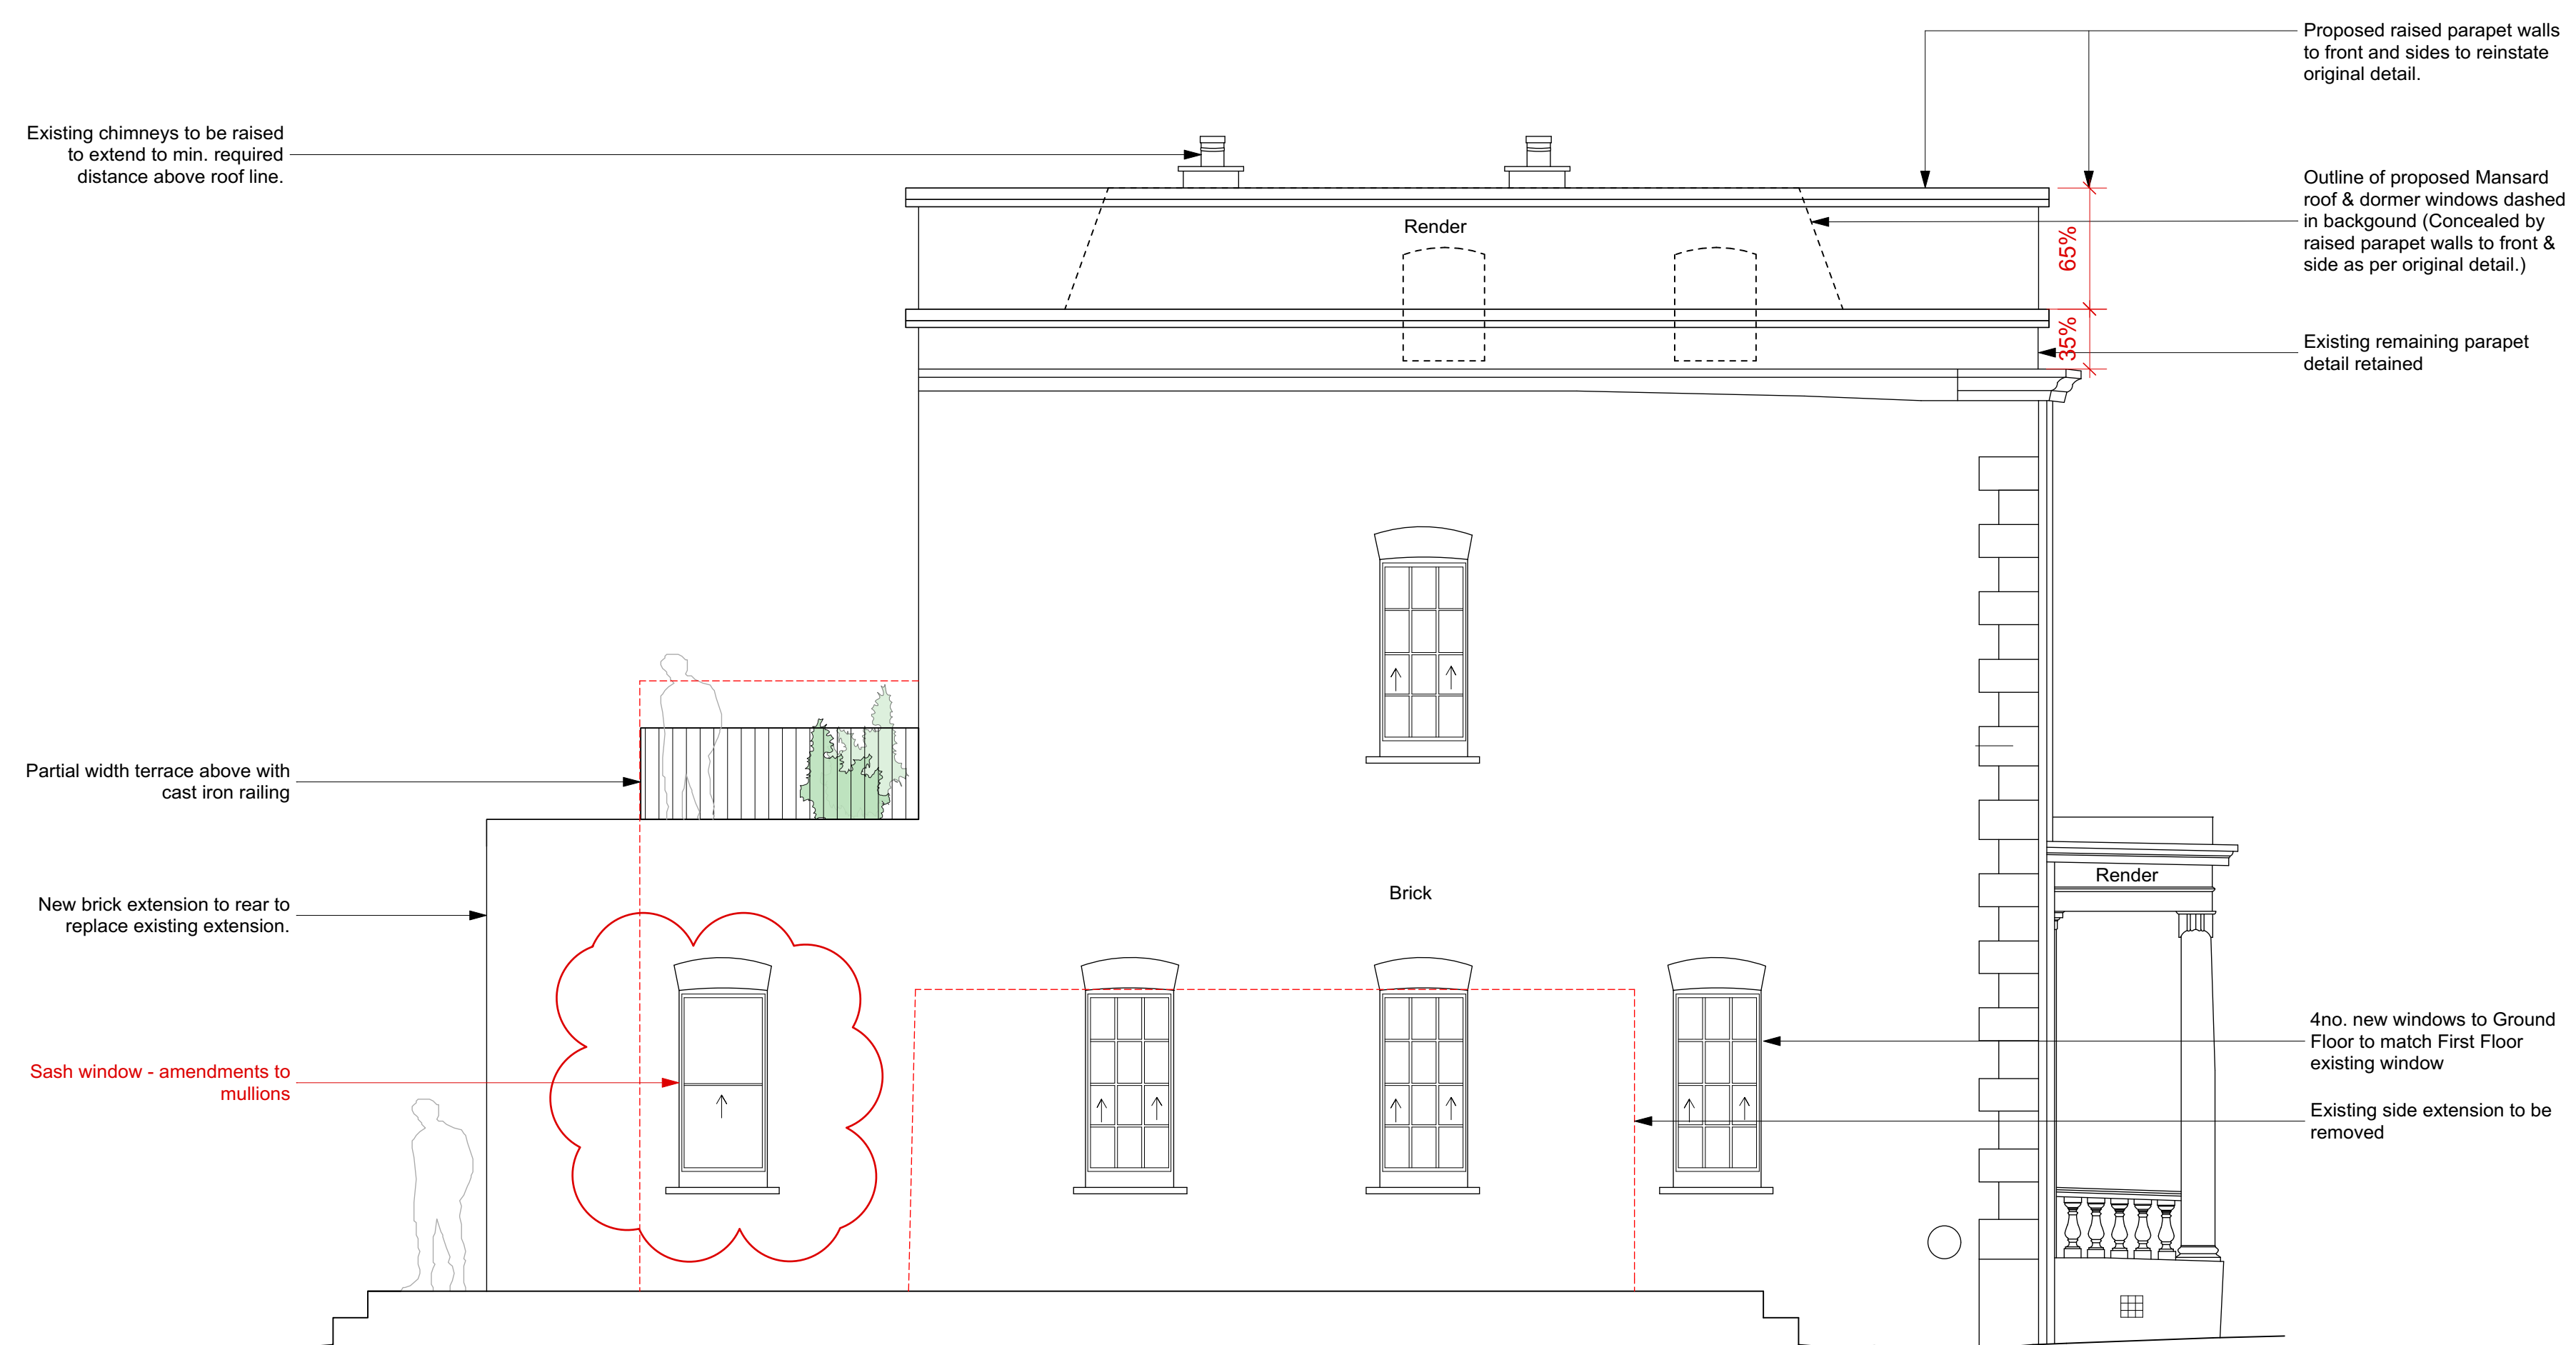 Proposed raised parapet walls
to front and sides to reinstate
original detail.
Existing chimneys to be raised
to extend to min. required
distance above roof line.
Outline of proposed Mansard
roof & dormer windows dashed
in backgound (Concealed by
raised parapet walls to front &
side as per original detail.)
Render
65%
35%
Existing remaining parapet
detail retained
Partial width terrace above with
cast iron railing
New brick extension to rear to
replace existing extension.
Brick
Render
Sash window - amendments to
mullions
4no. new windows to Ground
Floor to match First Floor
existing window
Existing side extension to be
removed